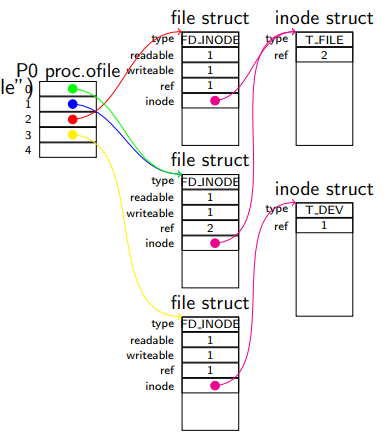 file struct
type FD_INODE
readable 1
writeable 1
ref 1
inode
inode struct
type T_FILE
ref 2
P0 proc.ofile
le")
0
1
2
3
4
file struct
type FD_INODE
readable 1
writeable 1
ref 2
inode
inode struct
type T_DEV
ref 1
file struct
type FD_INODE
readable 1
writeable 1
ref 1
inode